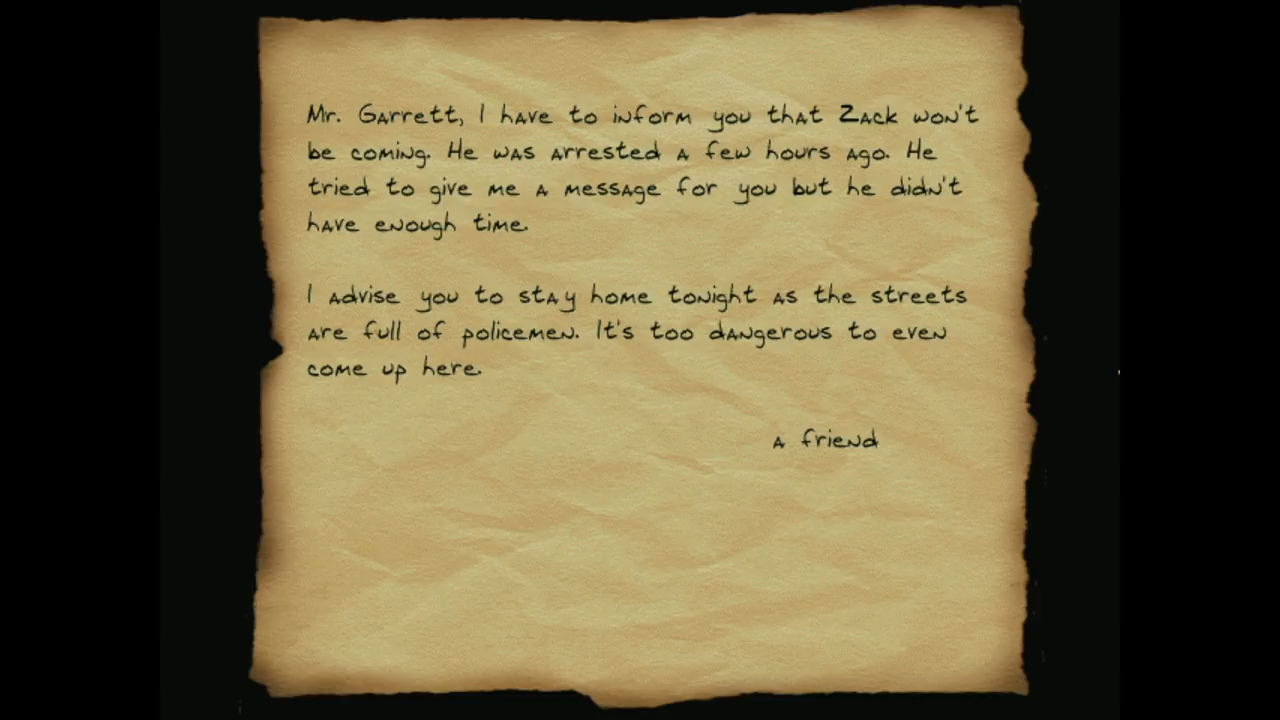 Mr. Garrett, I have to inform you that Zack won't
be coming. He was arrested a few hours ago. He
tried to give me a message for you but he didn't
have enough time.
I advise you to stay home tonight as the streets
are full of policemen. It's too dangerous to even
come up here.
a friend